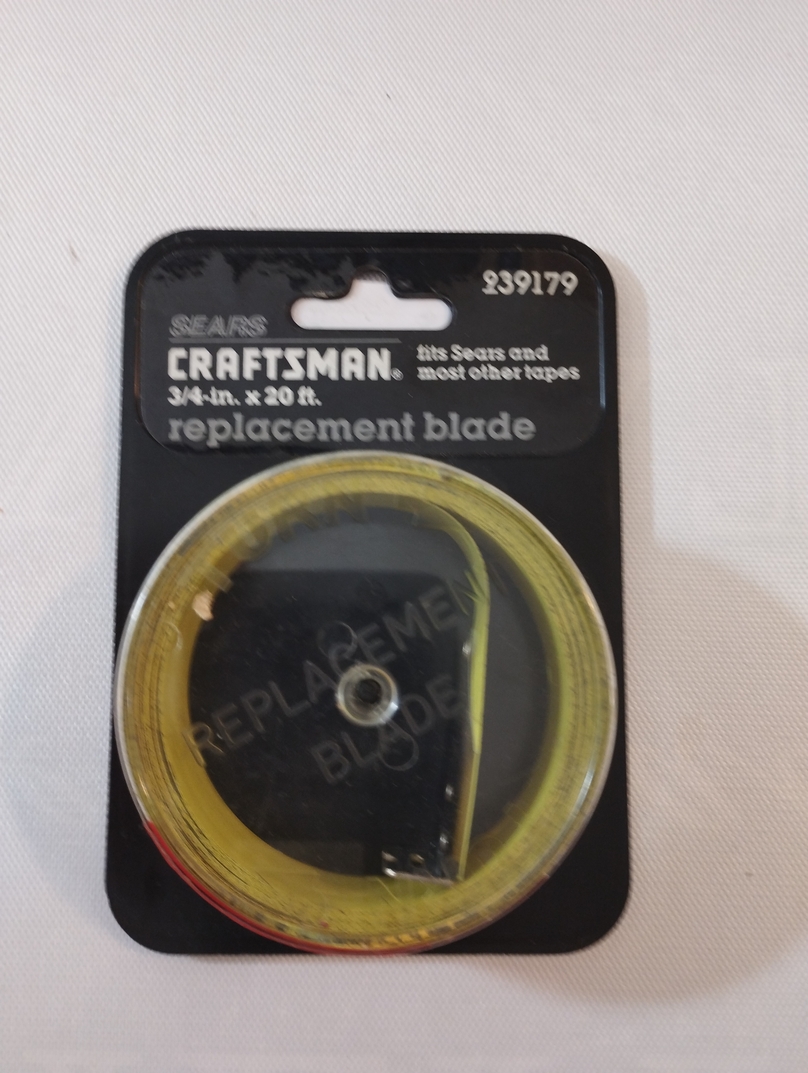 239179
SEARS
CRAFTSMAN®
fits Sears and
most other tapes
3/4-in. x 20 ft.
replacement blade
REPLACEMENT
BLADE